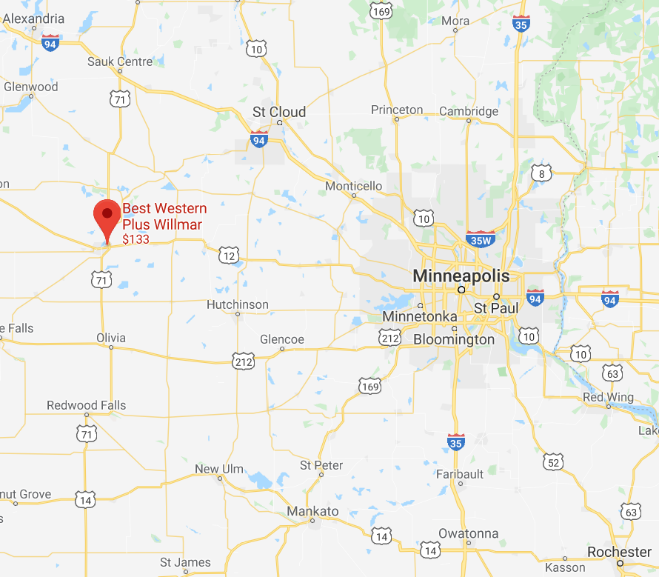 169
Alexandria
Mora
35
94
10
Sauk Centre
Glenwood
71
Princeton
Cambridge
St Cloud
94
8
Monticello
on
Best Western
Plus Willmar
$133
10
35W
12
71
Minneapolis
94
94
St Paul
Hutchinson
Minnetonka
e Falls
Olivia
Glencoe
212
Bloomington
10
212
10
63
169
Red Wing
Redwood Falls
71
Lake
35
52
St Peter
New Ulm
Faribault
nut Grove
14
Mankato
63
14
Owatonna
14
Rochester
St James
Kasson